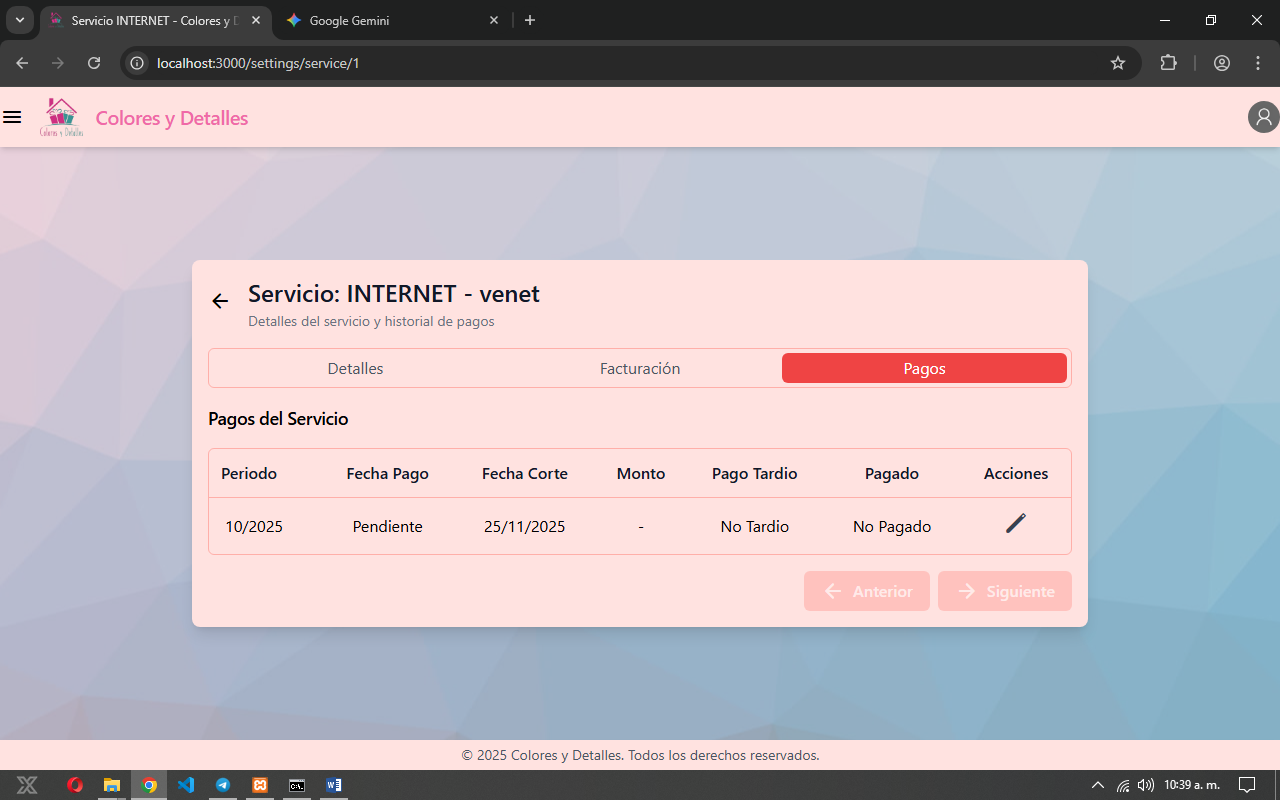 Servicio INTERNET - Colores y D
Google Gemini
localhost:3000/settings/service/1
Colores y Detalles
Colores y Detalles
Servicio: INTERNET - venet
Detalles del servicio y historial de pagos
Detalles Facturación Pagos
Pagos del Servicio
Periodo Fecha Pago Fecha Corte Monto Pago Tardio Pagado Acciones
10/2025 Pendiente 25/11/2025 - No Tardio No Pagado
Anterior Siguiente
© 2025 Colores y Detalles. Todos los derechos reservados.
10:39 a. m.